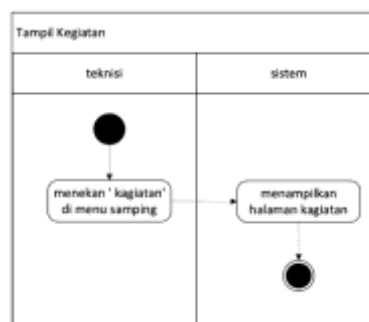 Tampil Kegiatan
teknisi
sistem
menekan ' kagiatan'
di menu samping
menampilkan
halaman kagiatan